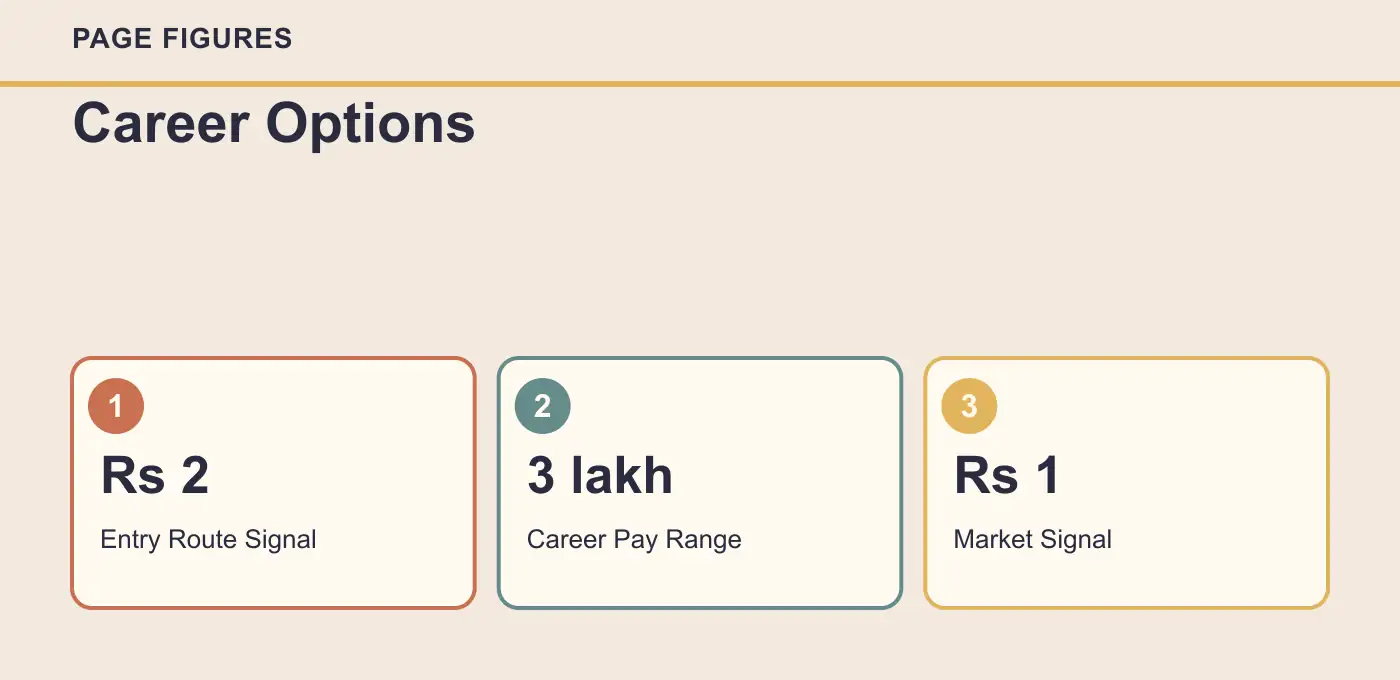 PAGE FIGURES
Career Options
1
Rs 2
Entry Route Signal
2
3 lakh
Career Pay Range
3
Rs 1
Market Signal